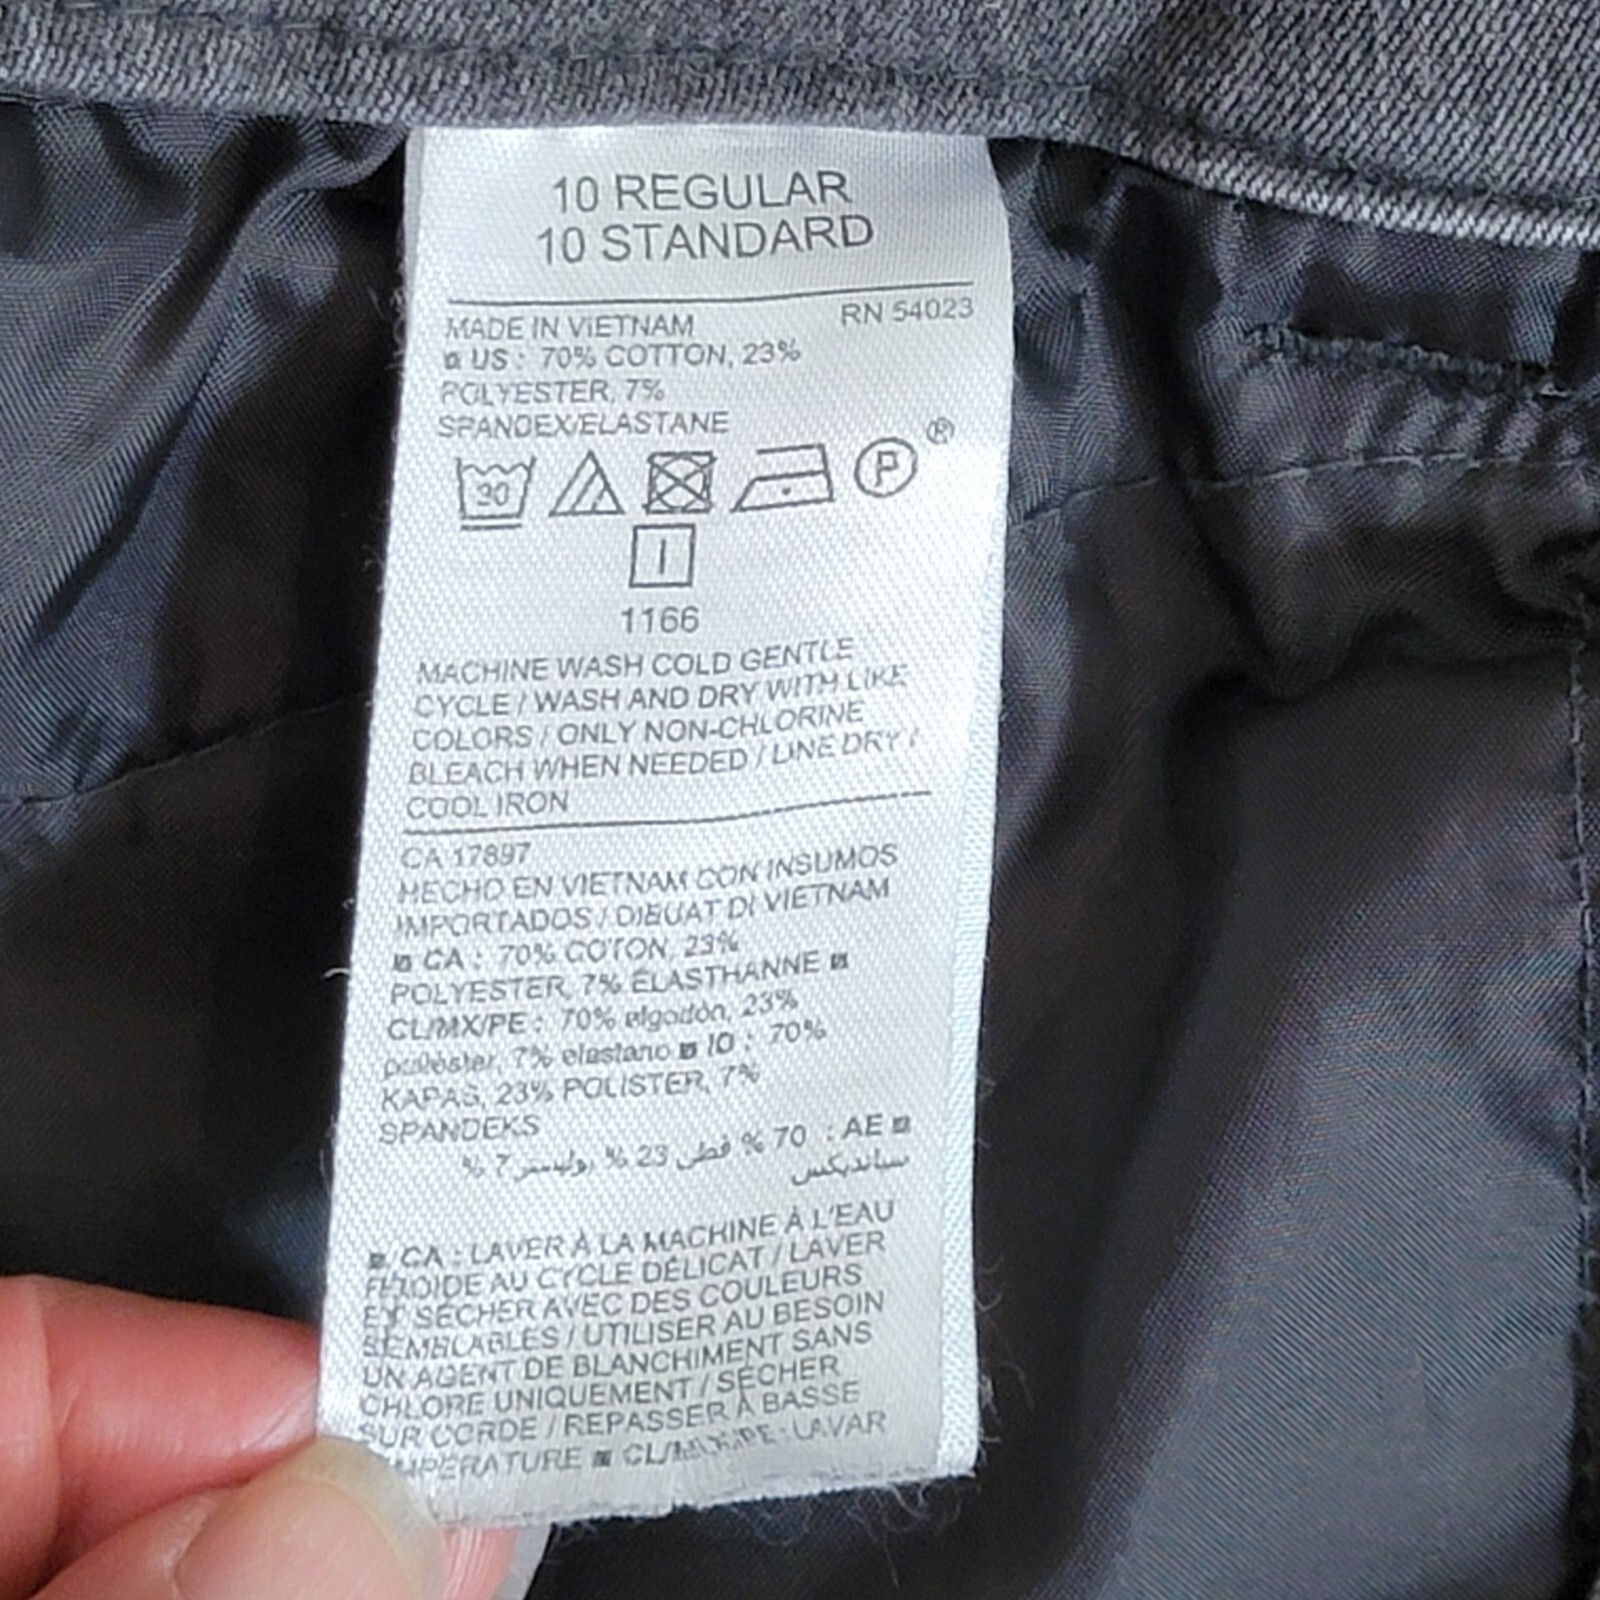 10 REGULAR
10 STANDARD
RN 54023
MADE IN VIETNAM
US : 70% COTTON, 23%
POLYESTER, 7%
SPANDEX/ELASTANE
30
P ®
1166
MACHINE WASH COLD GENTLE
CYCLE / WASH AND DRY WITH LIKE
COLORS / ONLY NON-CHLORINE
BLEACH WHEN NEEDED / LINE DRY /
COOL IRON
CA 17897
HECHO EN VIETNAM CON INSUMOS
IMPORTADOS / DIBUAT DI VIETNAM
CA : 70% COTON, 23%
POLYESTER, 7% ÉLASTHANNE
CL/MX/PE : 70% algodón, 23%
poliéster, 7% elastano ID : 70%
KAPAS, 23% POLISTER, 7%
SPANDEKS
AE : 70 % قطن 23 % بوليستر 7 %
سبانديكس
CA : LAVER À LA MACHINE À L'EAU
FROIDE AU CYCLE DÉLICAT / LAVER
ET SÉCHER AVEC DES COULEURS
SEMBLABLES / UTILISER AU BESOIN
UN AGENT DE BLANCHIMENT SANS
CHLORE UNIQUEMENT / SÉCHER
SUR CORDE / REPASSER À BASSE
CL/MX/PE : LAVAR